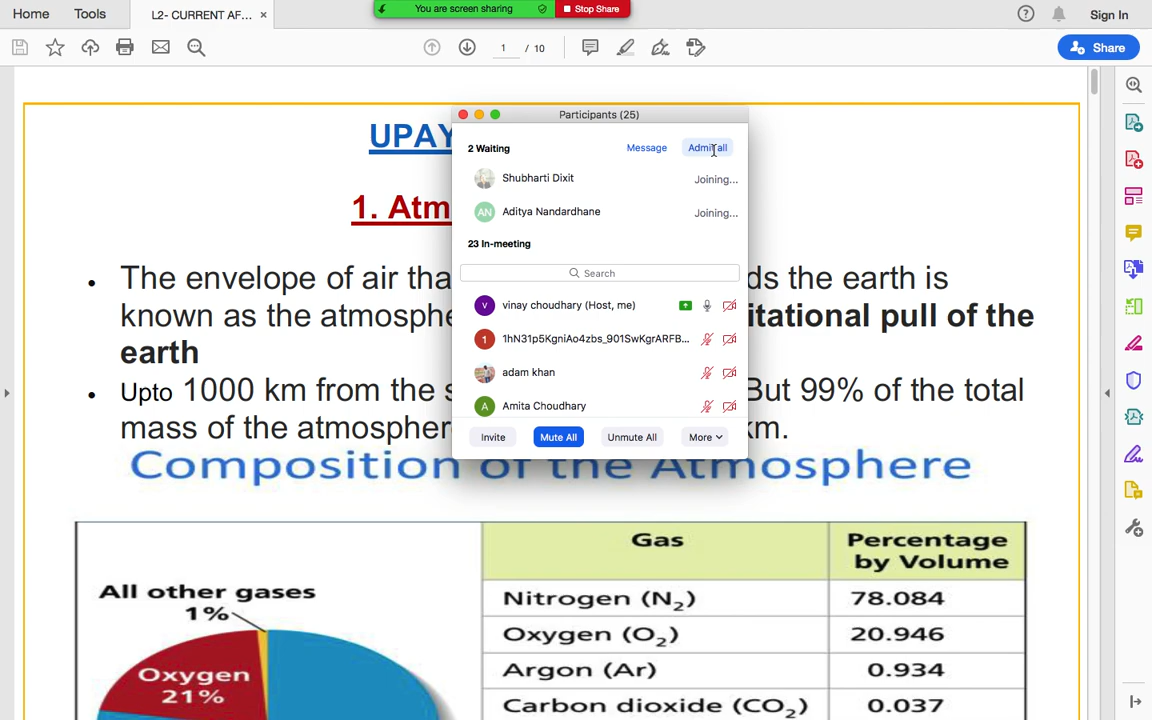 Home Tools L2- CURRENT AF... ×
You are screen sharing Stop Share
? Sign In
1 / 10
Share
Participants (25)
2 Waiting Message Admit all
Shubharti Dixit Joining...
AN Aditya Nandardhane Joining...
23 In-meeting
Search
v vinay choudhary (Host, me)
1 1hN31p5KgniAo4zbs_901SwKgrARFB...
adam khan
A Amita Choudhary
Invite Mute All Unmute All More
UPAY
1. Atm
• The envelope of air tha ds the earth is
known as the atmosphe itational pull of the
earth
• Upto 1000 km from the s But 99% of the total
mass of the atmospher km.
Composition of the Atmosphere
All other gases
1%
Oxygen
21%
Gas Percentage by Volume
Nitrogen (N₂) 78.084
Oxygen (O₂) 20.946
Argon (Ar) 0.934
Carbon dioxide (CO₂) 0.037